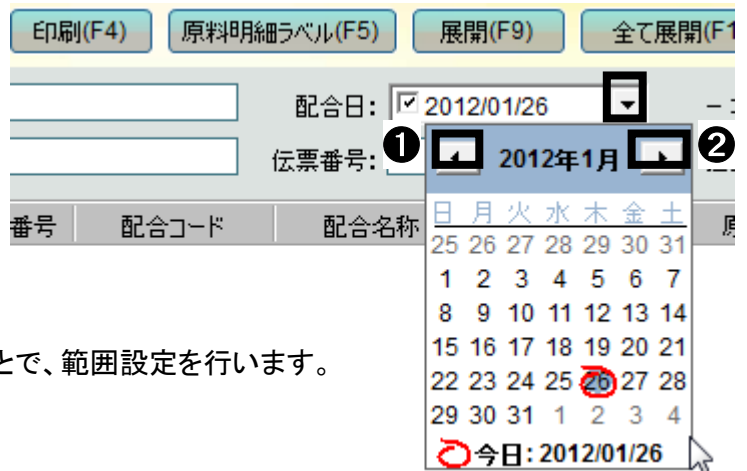 印刷(F4) 原料明細ラベル(F5) 展開(F9) 全て展開(F1
配合日: 2012/01/26
伝票番号: ❶ 2012年1月 ❷
番号 配合コード 配合名称
日 月 火 水 木 金 土
25 26 27 28 29 30 31
1 2 3 4 5 6 7
8 9 10 11 12 13 14
15 16 17 18 19 20 21
とで、範囲設定を行います。
22 23 24 25 26 27 28
29 30 31 1 2 3 4
今日: 2012/01/26